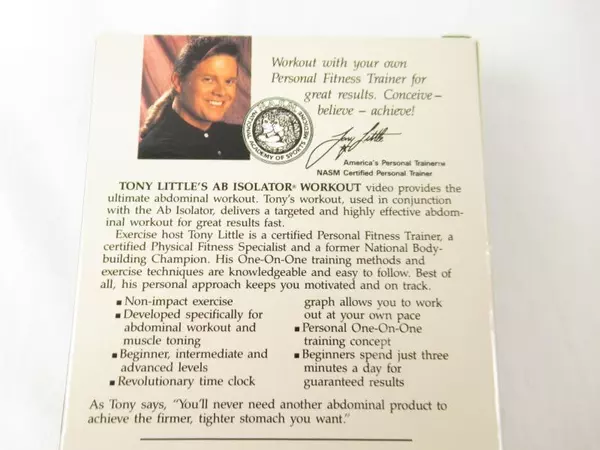 Workout with your own
Personal Fitness Trainer for
great results. Conceive—
believe — achieve!
NATIONAL ACADEMY OF SPORTS MEDICINE
Tony Little
America's Personal Trainer™
NASM Certified Personal Trainer
TONY LITTLE'S AB ISOLATOR® WORKOUT video provides the
ultimate abdominal workout. Tony's workout, used in conjunction
with the Ab Isolator, delivers a targeted and highly effective abdom-
inal workout for great results fast.
Exercise host Tony Little is a certified Personal Fitness Trainer, a
certified Physical Fitness Specialist and a former National Body-
building Champion. His One-On-One training methods and
exercise techniques are knowledgeable and easy to follow. Best of
all, his personal approach keeps you motivated and on track.
■ Non-impact exercise
■ Developed specifically for
abdominal workout and
muscle toning
■ Beginner, intermediate and
advanced levels
■ Revolutionary time clock
graph allows you to work
out at your own pace
■ Personal One-On-One
training concept
■ Beginners spend just three
minutes a day for
guaranteed results
As Tony says, "You'll never need another abdominal product to
achieve the firmer, tighter stomach you want."